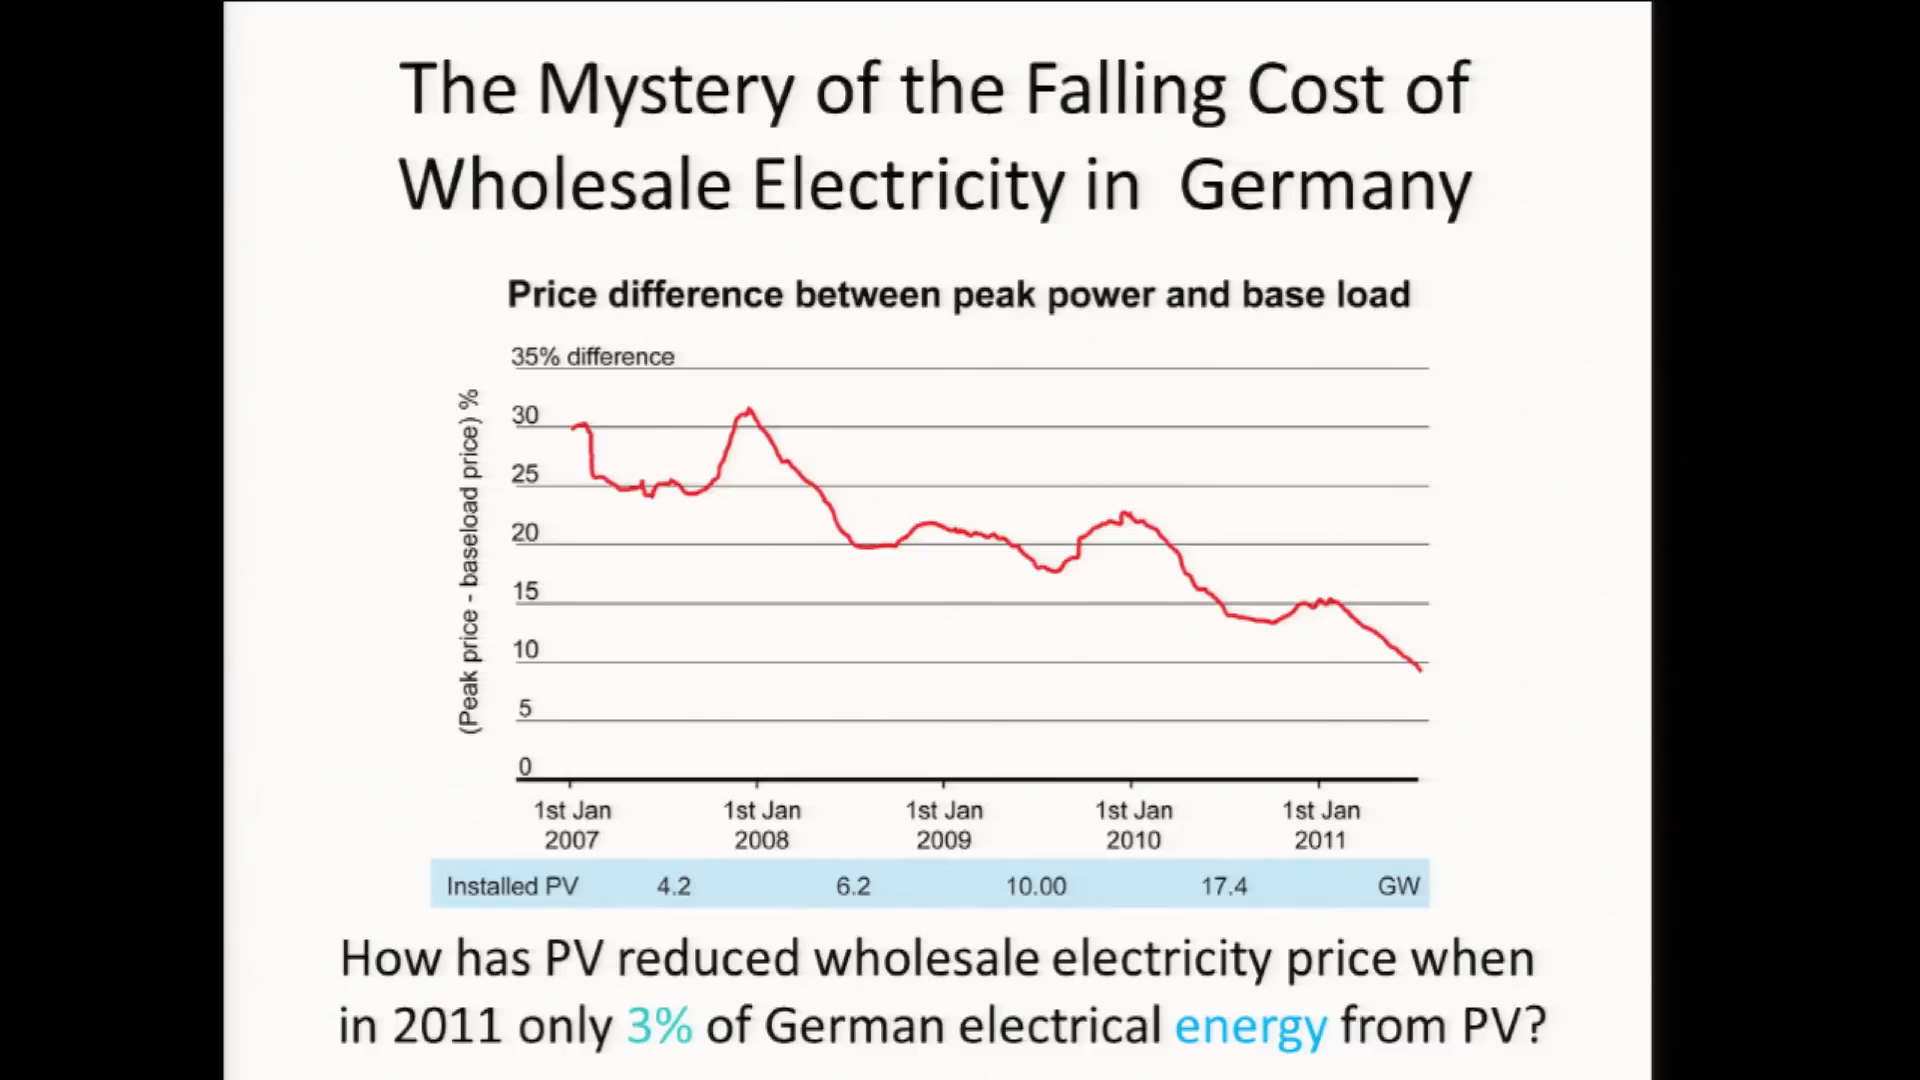 The Mystery of the Falling Cost of
Wholesale Electricity in Germany
Price difference between peak power and base load
35% difference
(Peak price - baseload price) %
30
25
20
15
10
5
0
1st Jan 1st Jan 1st Jan 1st Jan 1st Jan
2007 2008 2009 2010 2011
Installed PV 4.2 6.2 10.00 17.4 GW
How has PV reduced wholesale electricity price when
in 2011 only 3% of German electrical energy from PV?